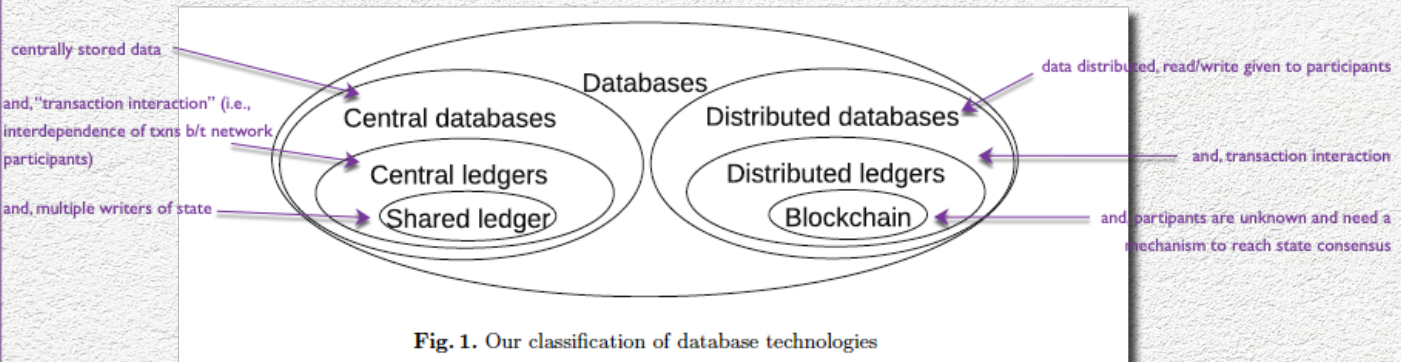 centrally stored data
and, "transaction interaction" (i.e.,
interdependence of txns b/t network
participants)
and, multiple writers of state
Databases
Central databases
Central ledgers
Shared ledger
Distributed databases
Distributed ledgers
Blockchain
data distributed, read/write given to participants
and, transaction interaction
and partipants are unknown and need a
mechanism to reach state consensus
Fig. 1. Our classification of database technologies